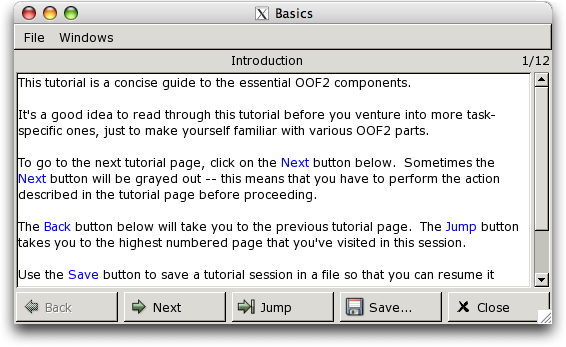 Basics
File Windows
Introduction 1/12
This tutorial is a concise guide to the essential OOF2 components.
It's a good idea to read through this tutorial before you venture into more task-
specific ones, just to make yourself familiar with various OOF2 parts.
To go to the next tutorial page, click on the Next button below.  Sometimes the
Next button will be grayed out -- this means that you have to perform the action
described in the tutorial page before proceeding.
The Back button below will take you to the previous tutorial page.  The Jump button
takes you to the highest numbered page that you've visited in this session.
Use the Save button to save a tutorial session in a file so that you can resume it
Back Next Jump Save... Close